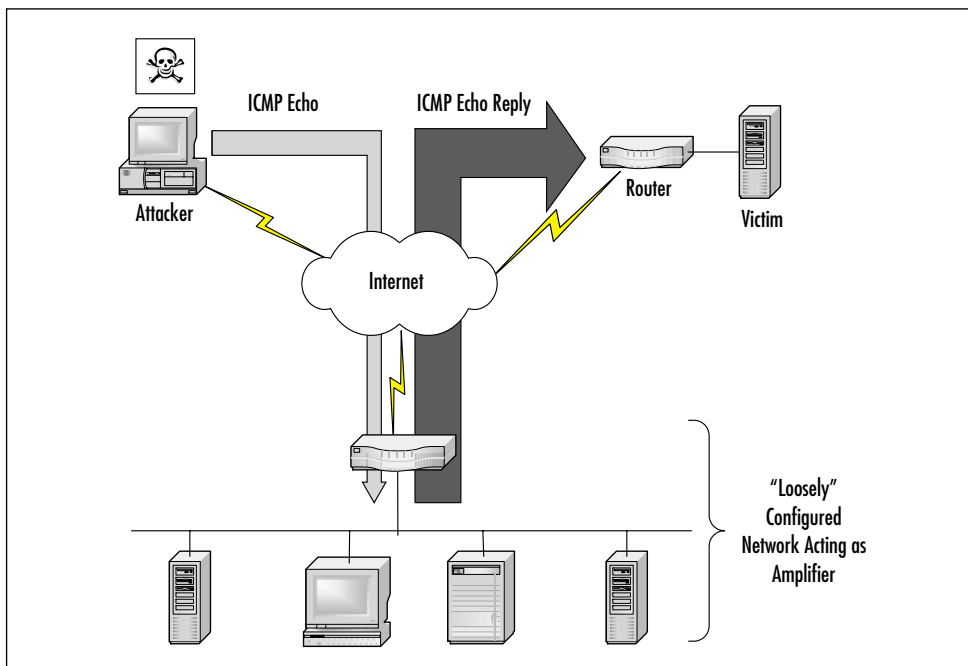 ICMP Echo
ICMP Echo Reply
Attacker
Router
Victim
Internet
“Loosely”
Configured
Network Acting as
Amplifier